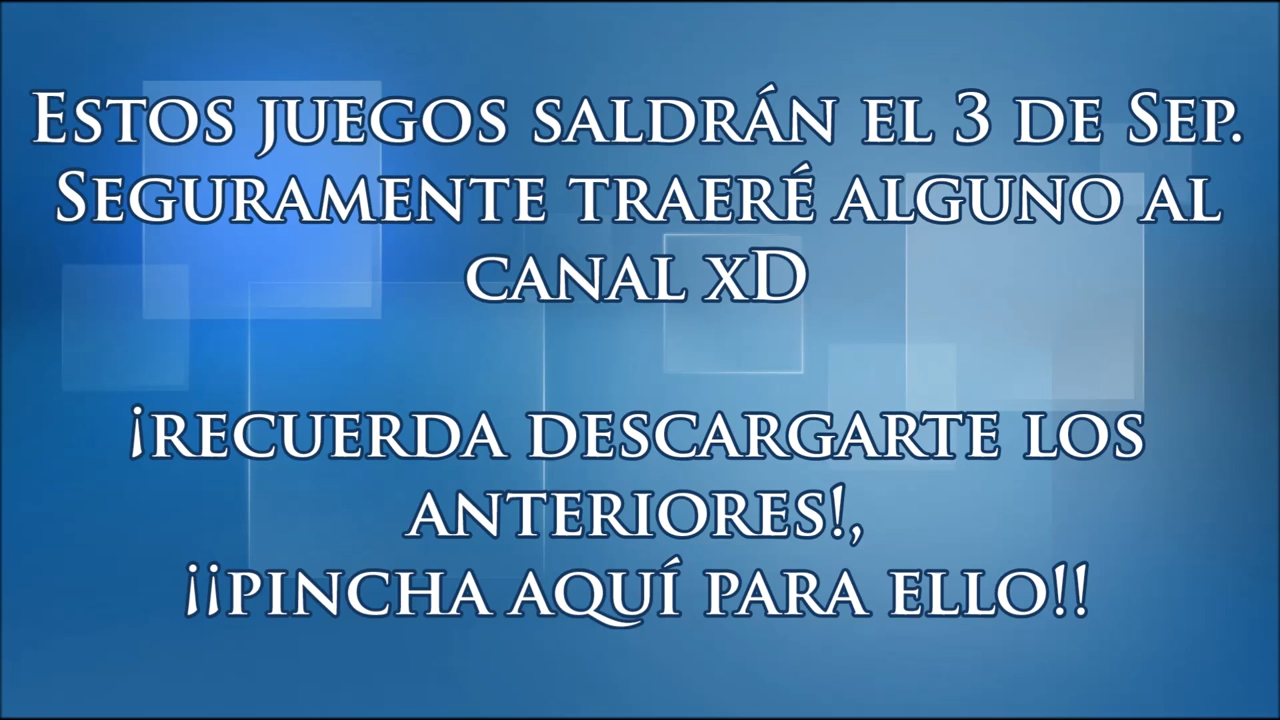 Estos juegos saldrán el 3 de Sep.
Seguramente traeré alguno al
canal xD
¡recuerda descargarte los
anteriores!,
¡¡pincha aquí para ello!!